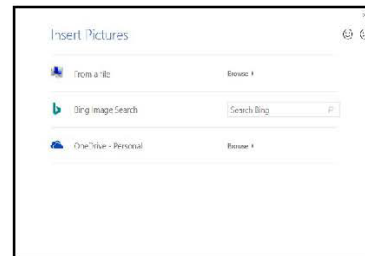 Insert Pictures
From a file Browse
Bing Image Search Search Bing
OneDrive - Personal Browse